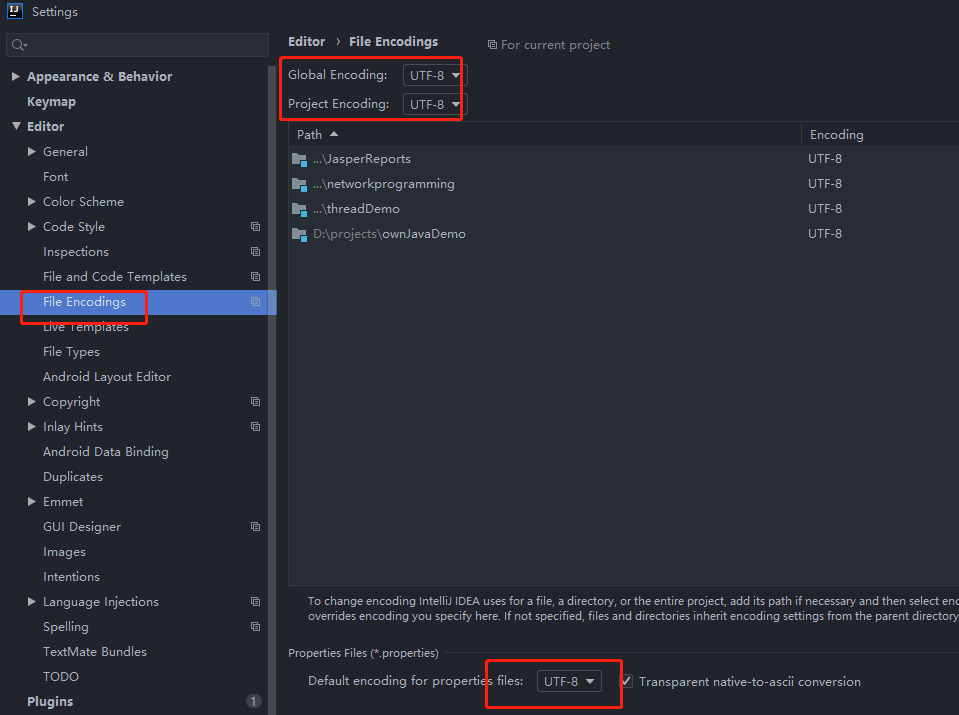 Settings
Appearance & Behavior
Keymap
Editor
General
Font
Color Scheme
Code Style
Inspections
File and Code Templates
File Encodings
Live Templates
File Types
Android Layout Editor
Copyright
Inlay Hints
Android Data Binding
Duplicates
Emmet
GUI Designer
Images
Intentions
Language Injections
Spelling
TextMate Bundles
TODO
Plugins 1
Editor › File Encodings For current project
Global Encoding: UTF-8
Project Encoding: UTF-8
Path Encoding
...\JasperReports UTF-8
...\networkprogramming UTF-8
...\threadDemo UTF-8
D:\projects\ownJavaDemo UTF-8
To change encoding IntelliJ IDEA uses for a file, a directory, or the entire project, add its path if necessary and then select
overrides encoding you specify here. If not specified, files and directories inherit encoding settings from the parent directory
Properties Files (*.properties)
Default encoding for properties files: UTF-8 Transparent native-to-ascii conversion